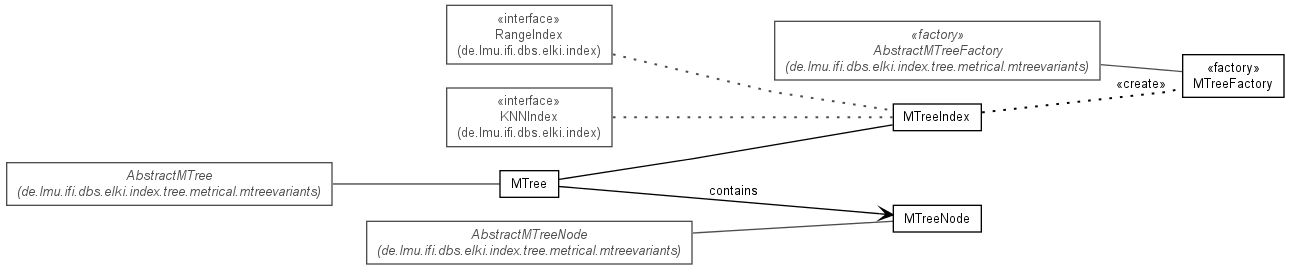 «interface»
RangeIndex
(de.lmu.ifi.dbs.elki.index)
«factory»
AbstractMTreeFactory
(de.lmu.ifi.dbs.elki.index.tree.metrical.mtreevariants)
«factory»
MTreeFactory
«create»
«interface»
KNNIndex
(de.lmu.ifi.dbs.elki.index)
MTreeIndex
AbstractMTree
(de.lmu.ifi.dbs.elki.index.tree.metrical.mtreevariants)
MTree
contains
MTreeNode
AbstractMTreeNode
(de.lmu.ifi.dbs.elki.index.tree.metrical.mtreevariants)